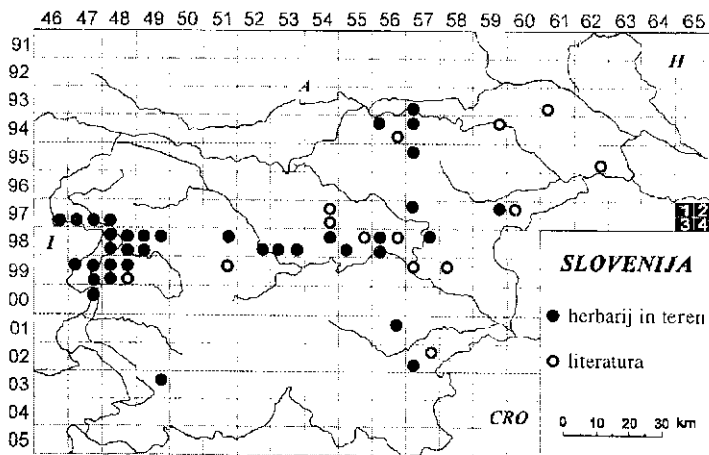 46 47 48 49 50 51 52 53 54 55 56 57 58 59 60 61 62 63 64 65
91
92
A
H
93
94
95
96
97
1 2
3 4
98
I
SLOVENIJA
99
00
herbarij in teren
01
02
literatura
03
04
CRO
0 10 20 30 km
05